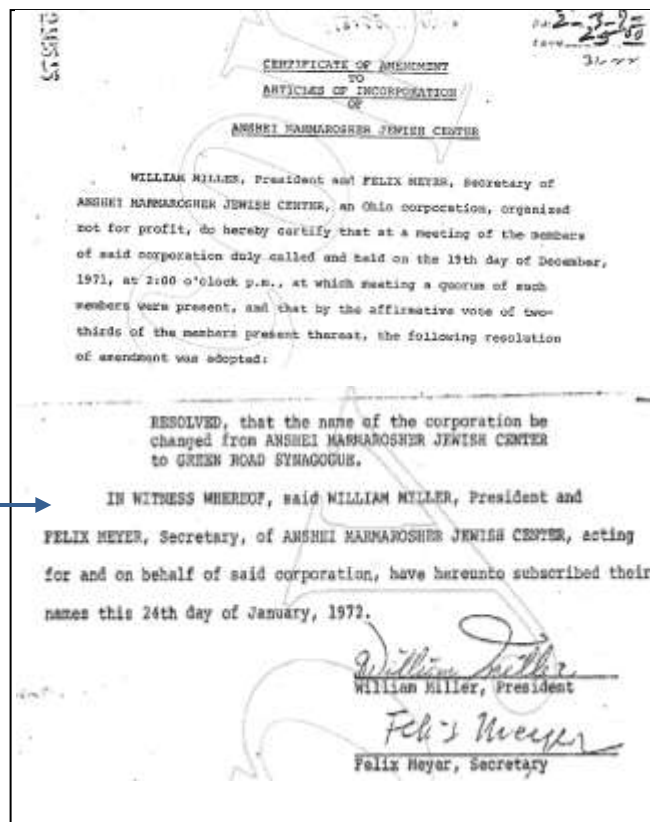 2-3-72
25.00
CERTIFICATE OF AMENDMENT
TO
ARTICLES OF INCORPORATION
OF
ANSHEI MARMAROSHER JEWISH CENTER
WILLIAM MILLER, President and FELIX MEYER, Secretary of
ANSHEI MARMAROSHER JEWISH CENTER, an Ohio corporation, organized
not for profit, do hereby certify that at a meeting of the members
of said corporation duly called and held on the 19th day of December,
1971, at 2:00 o'clock p.m., at which meeting a quorum of such
members were present, and that by the affirmative vote of two-
thirds of the members present thereat, the following resolution
of amendment was adopted:
RESOLVED, that the name of the corporation be
changed from ANSHEI MARMAROSHER JEWISH CENTER
to GREEN ROAD SYNAGOGUE.
IN WITNESS WHEREOF, said WILLIAM MILLER, President and
FELIX MEYER, Secretary, of ANSHEI MARMAROSHER JEWISH CENTER, acting
for and on behalf of said corporation, have hereunto subscribed their
names this 24th day of January, 1972.
William Miller
William Miller, President
Felix Meyer
Felix Meyer, Secretary